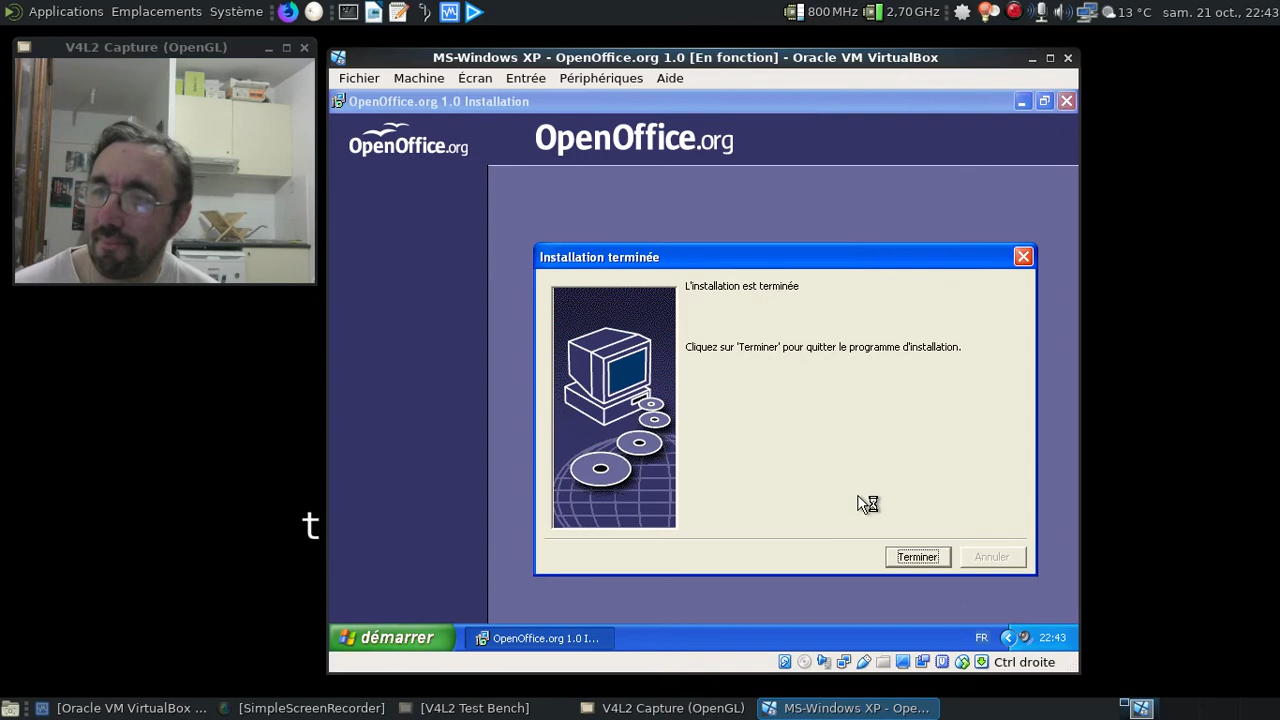 Applications Emplacements Système
800 MHz 2,70 GHz 13 °C sam. 21 oct., 22:43
V4L2 Capture (OpenGL)
MS-Windows XP - OpenOffice.org 1.0 [En fonction] - Oracle VM VirtualBox
Fichier Machine Écran Entrée Périphériques Aide
OpenOffice.org 1.0 Installation
OpenOffice.org
OpenOffice.org
Installation terminée
L'installation est terminée
Cliquez sur 'Terminer' pour quitter le programme d'installation.
t
Terminer Annuler
démarrer OpenOffice.org 1.0 I... FR 22:43
Ctrl droite
[Oracle VM VirtualBox ... [SimpleScreenRecorder] [V4L2 Test Bench] V4L2 Capture (OpenGL) MS-Windows XP - Ope...